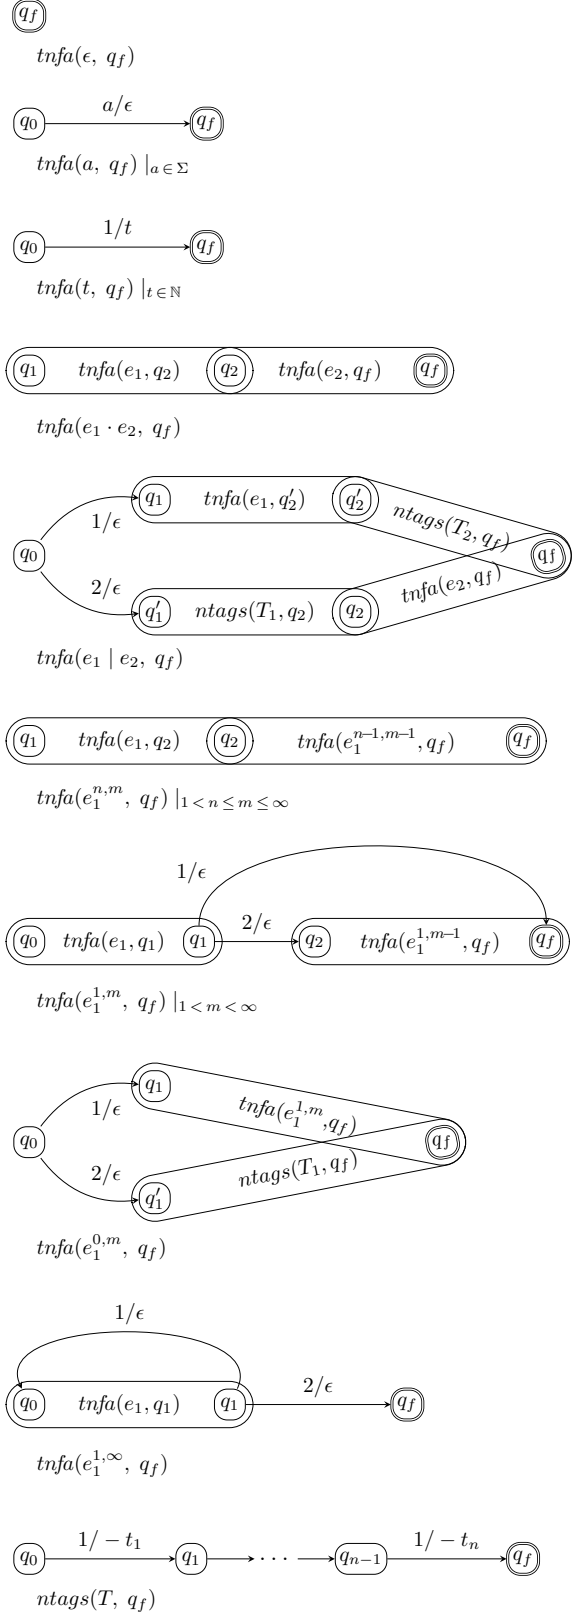 q_f
tnfa(ϵ, q_f)
a/ϵ
q_0 q_f
tnfa(a, q_f) |_{a∈Σ}
1/t
q_0 q_f
tnfa(t, q_f) |_{t∈ℕ}
q_1 tnfa(e_1, q_2) q_2 tnfa(e_2, q_f) q_f
tnfa(e_1 · e_2, q_f)
q_1 tnfa(e_1, q'_2) q'_2 ntags(T_2, q_f)
1/ϵ
q_0 q_f
2/ϵ
q'_1 ntags(T_1, q_2) q_2 tnfa(e_2, q_f)
tnfa(e_1 | e_2, q_f)
q_1 tnfa(e_1, q_2) q_2 tnfa(e_1^{n−1,m−1}, q_f) q_f
tnfa(e_1^{n,m}, q_f) |_{1<n≤m≤∞}
1/ϵ
2/ϵ
q_0 tnfa(e_1, q_1) q_1 q_2 tnfa(e_1^{1,m−1}, q_f) q_f
tnfa(e_1^{1,m}, q_f) |_{1<m<∞}
q_1 tnfa(e_1^{1,m}, q_f)
1/ϵ
q_0 q_f
2/ϵ
q'_1 ntags(T_1, q_f)
tnfa(e_1^{0,m}, q_f)
1/ϵ
2/ϵ
q_0 tnfa(e_1, q_1) q_1 q_f
tnfa(e_1^{1,∞}, q_f)
1/ − t_1 1/ − t_n
q_0 q_1 · · · q_{n−1} q_f
ntags(T, q_f)